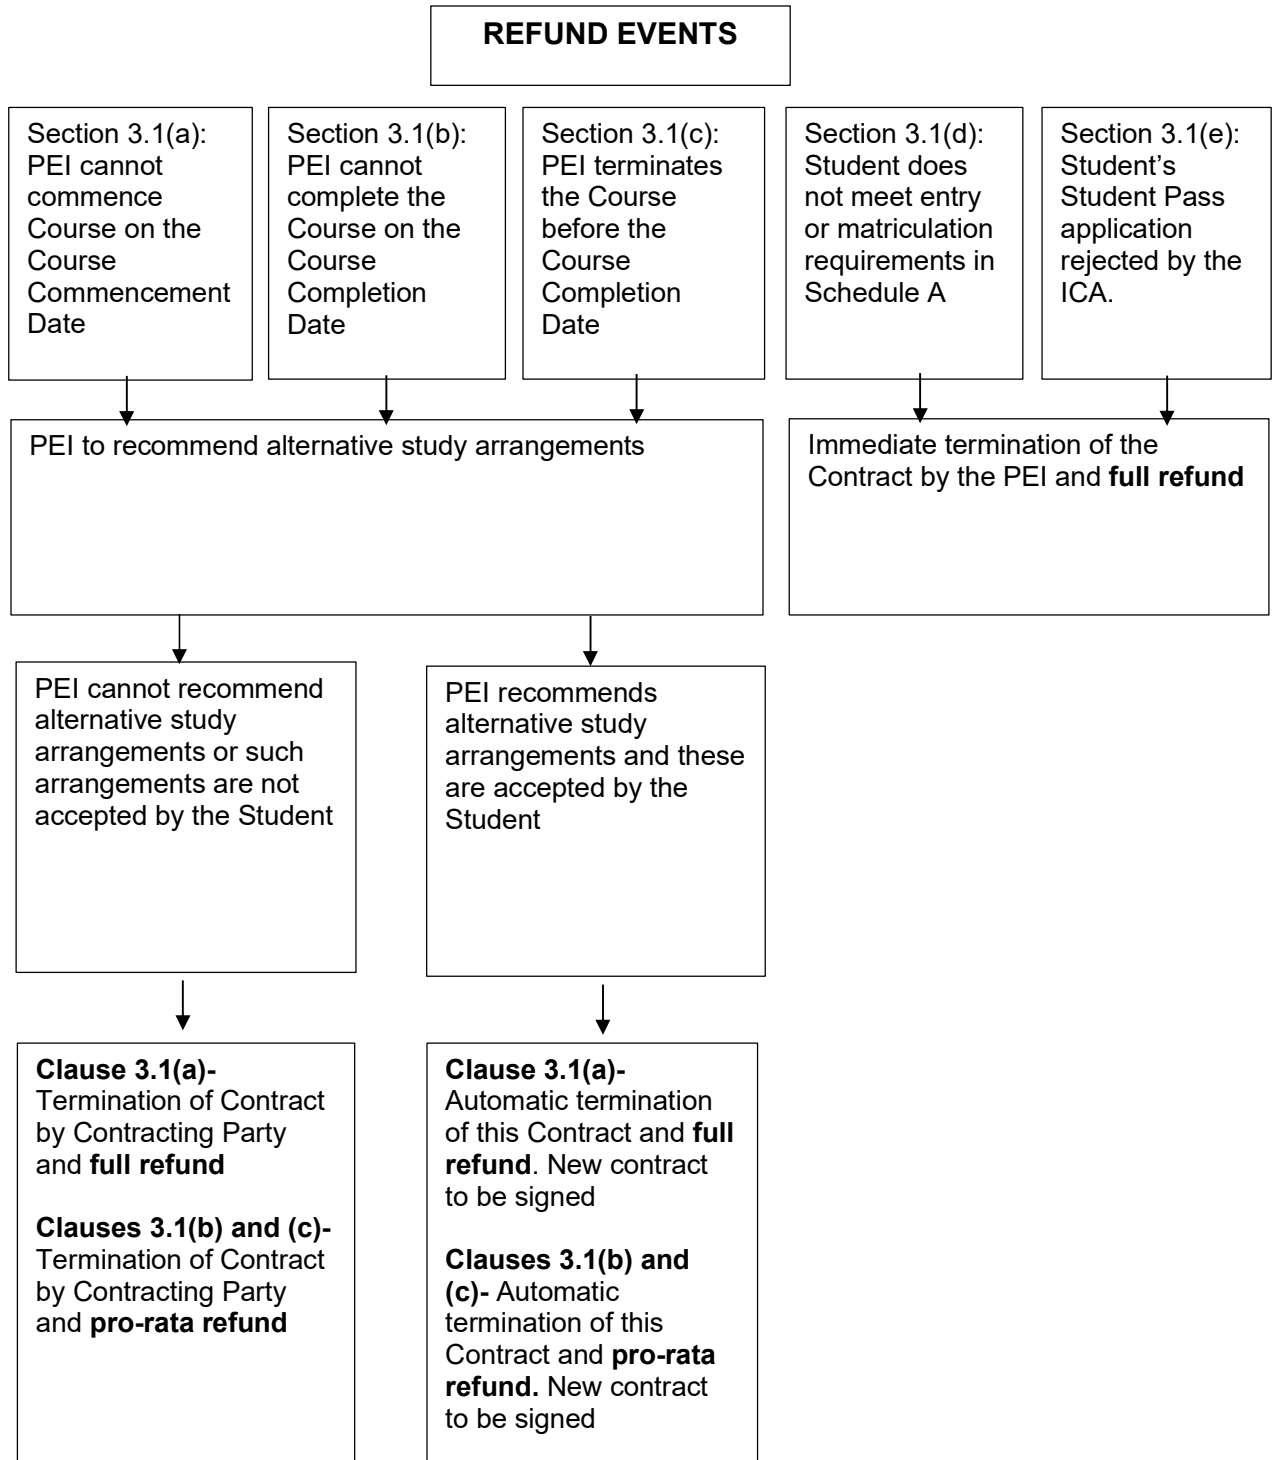 REFUND EVENTS
Section 3.1(a):
PEI cannot
commence
Course on the
Course
Commencement
Date
Section 3.1(b):
PEI cannot
complete the
Course on the
Course
Completion
Date
Section 3.1(c):
PEI terminates
the Course
before the
Course
Completion
Date
Section 3.1(d):
Student does
not meet entry
or matriculation
requirements in
Schedule A
Section 3.1(e):
Student’s
Student Pass
application
rejected by the
ICA.
PEI to recommend alternative study arrangements
Immediate termination of the
Contract by the PEI and full refund
PEI cannot recommend
alternative study
arrangements or such
arrangements are not
accepted by the Student
PEI recommends
alternative study
arrangements and these
are accepted by the
Student
Clause 3.1(a)-
Termination of Contract
by Contracting Party
and full refund
Clauses 3.1(b) and (c)-
Termination of Contract
by Contracting Party
and pro-rata refund
Clause 3.1(a)-
Automatic termination
of this Contract and full
refund. New contract
to be signed
Clauses 3.1(b) and
(c)- Automatic
termination of this
Contract and pro-rata
refund. New contract
to be signed